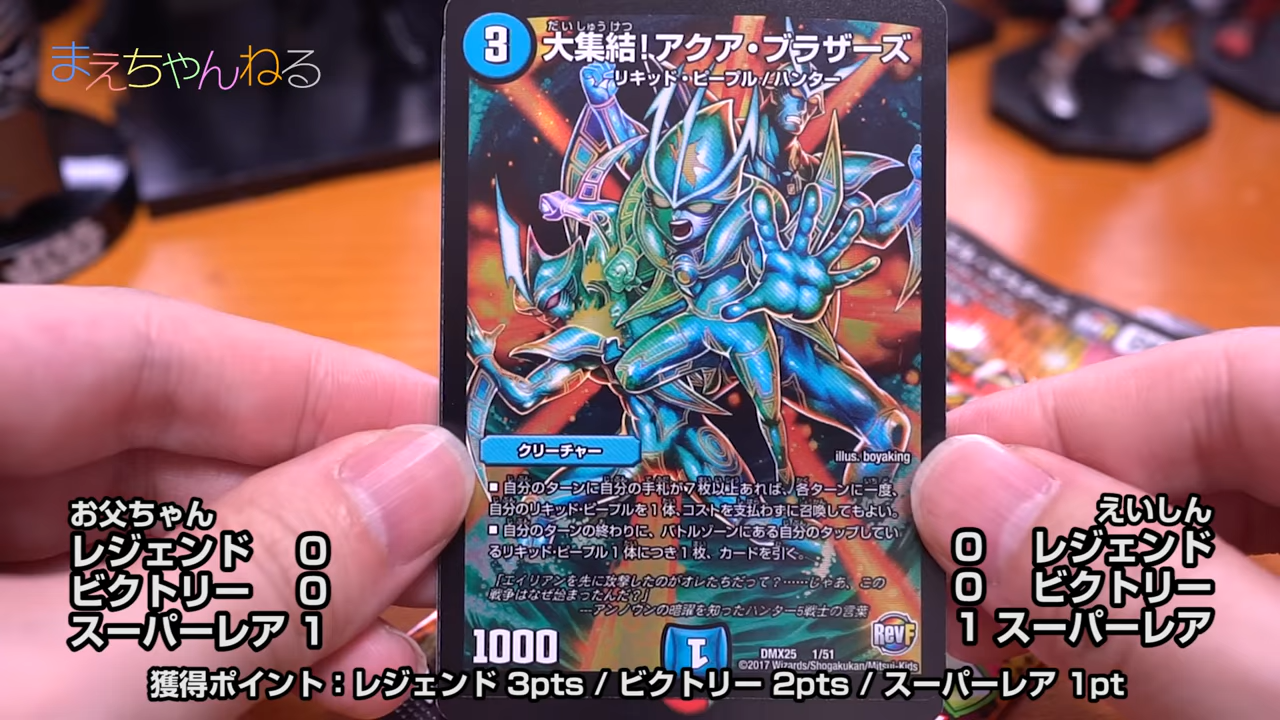 まえちゃんねる
3
だいしゅうけつ
大集結!アクア・ブラザーズ
リキッド・ピープル/ハンター
クリーチャー
illus. boyaking
■自分のターンに自分の手札が7枚以上あれば、各ターンに一度、
自分のリキッド・ピープルを1体、コストを支払わずに召喚してもよい。
■自分のターンの終わりに、バトルゾーンにある自分のタップしてい
るリキッド・ピープル1体につき1枚、カードを引く。
「エイリアンを先に攻撃したのがオレたちだって?……じゃあ、この
戦争はなぜ始まったんだ?」
---アンノウンの暗躍を知ったハンター5戦士の言葉
1000
1
RevF
DMX25 1/51
©2017 Wizards/Shogakukan/Mitsui-Kids
お父ちゃん
レジェンド 0
ビクトリー 0
スーパーレア 1
えいしん
0 レジェンド
0 ビクトリー
1 スーパーレア
獲得ポイント:レジェンド 3pts / ビクトリー 2pts / スーパーレア 1pt